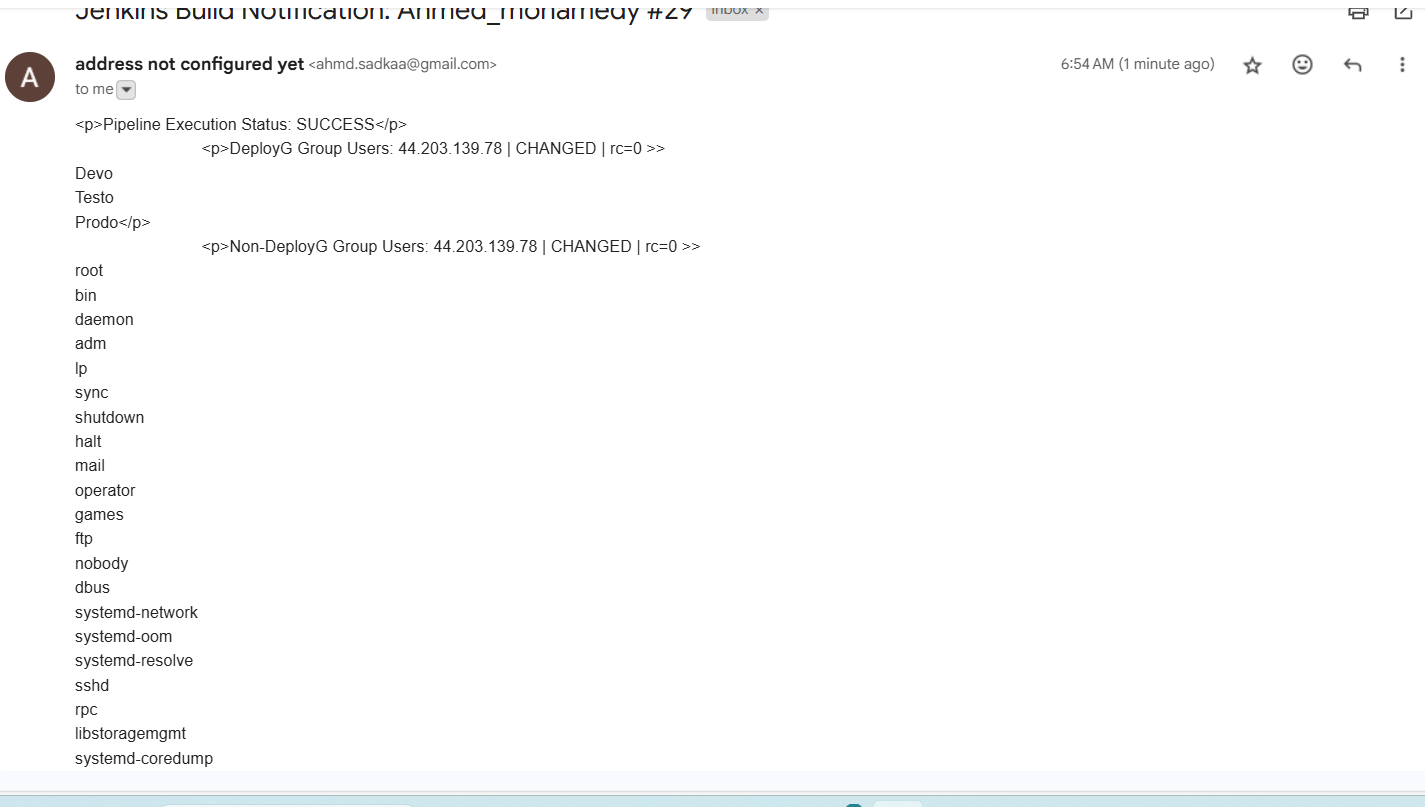 Jenkins Build Notification: Ahmed_mohamedy #29 Inbox ×
A
address not configured yet <ahmd.sadkaa@gmail.com> 6:54 AM (1 minute ago)
to me
<p>Pipeline Execution Status: SUCCESS</p>
<p>DeployG Group Users: 44.203.139.78 | CHANGED | rc=0 >>
Devo
Testo
Prodo</p>
<p>Non-DeployG Group Users: 44.203.139.78 | CHANGED | rc=0 >>
root
bin
daemon
adm
lp
sync
shutdown
halt
mail
operator
games
ftp
nobody
dbus
systemd-network
systemd-oom
systemd-resolve
sshd
rpc
libstoragemgmt
systemd-coredump